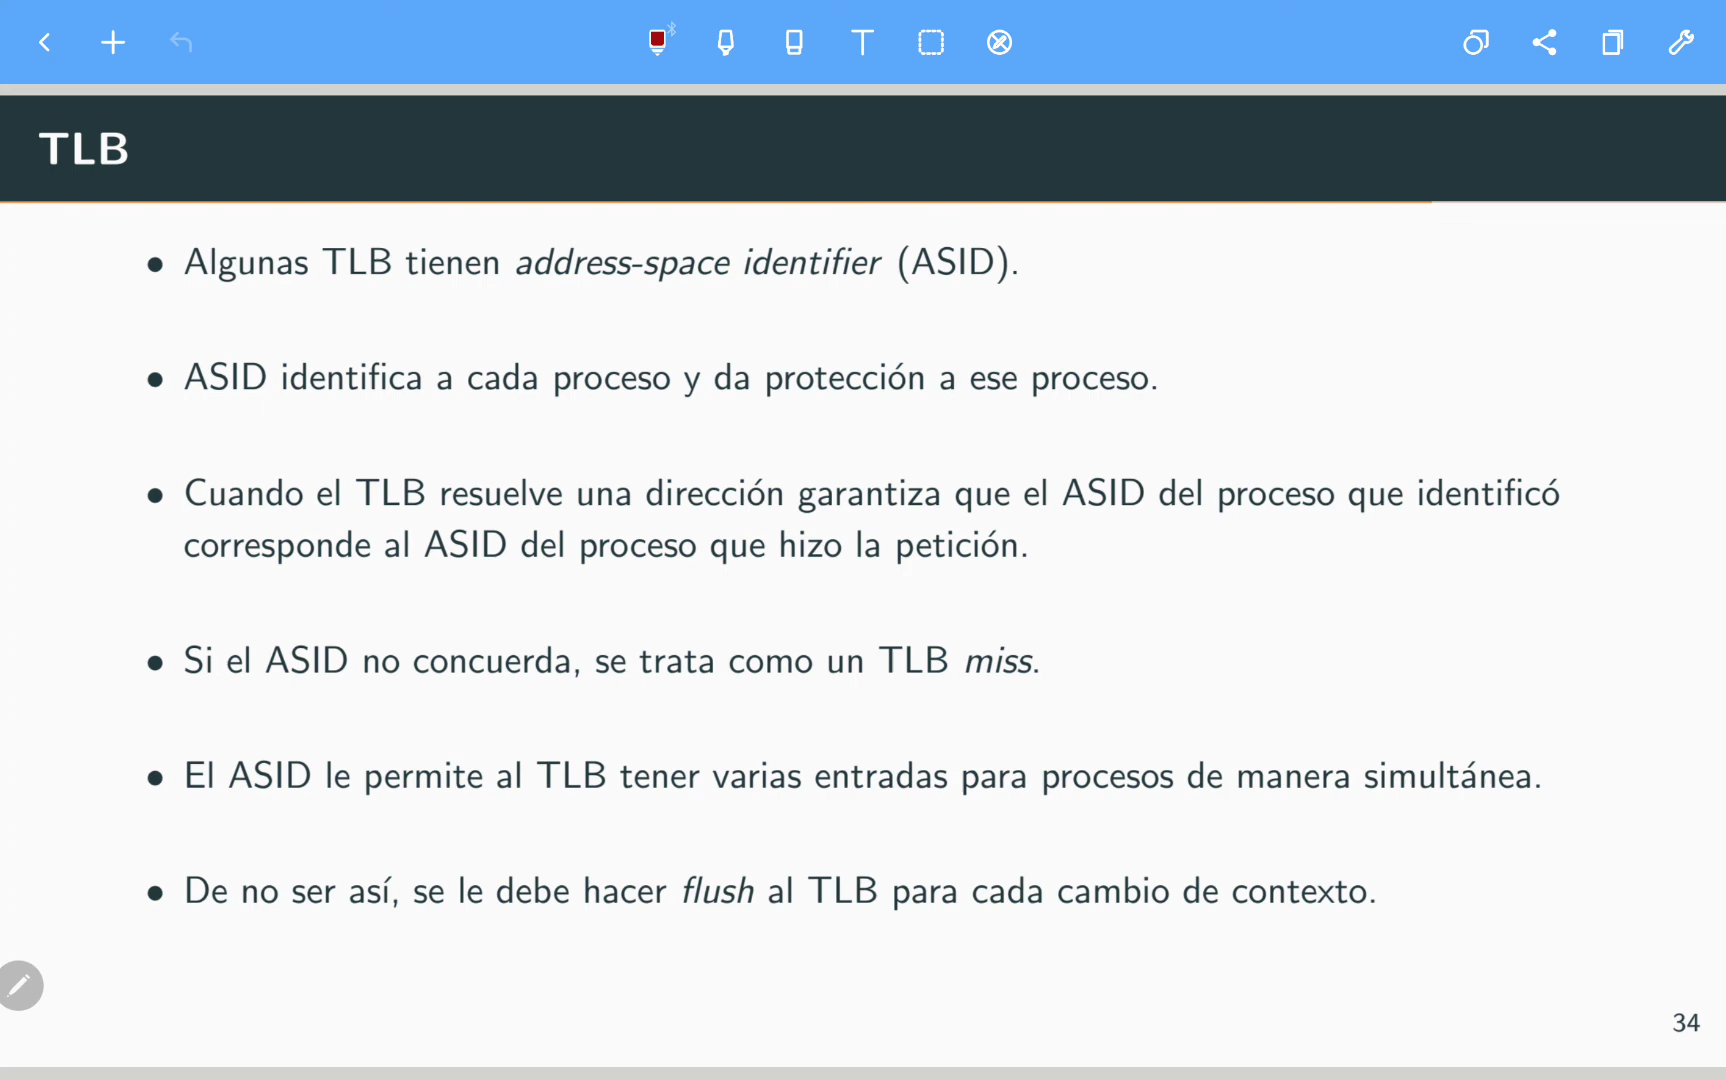 TLB
• Algunas TLB tienen address-space identifier (ASID).
• ASID identifica a cada proceso y da protección a ese proceso.
• Cuando el TLB resuelve una dirección garantiza que el ASID del proceso que identificó
corresponde al ASID del proceso que hizo la petición.
• Si el ASID no concuerda, se trata como un TLB miss.
• El ASID le permite al TLB tener varias entradas para procesos de manera simultánea.
• De no ser así, se le debe hacer flush al TLB para cada cambio de contexto.
34